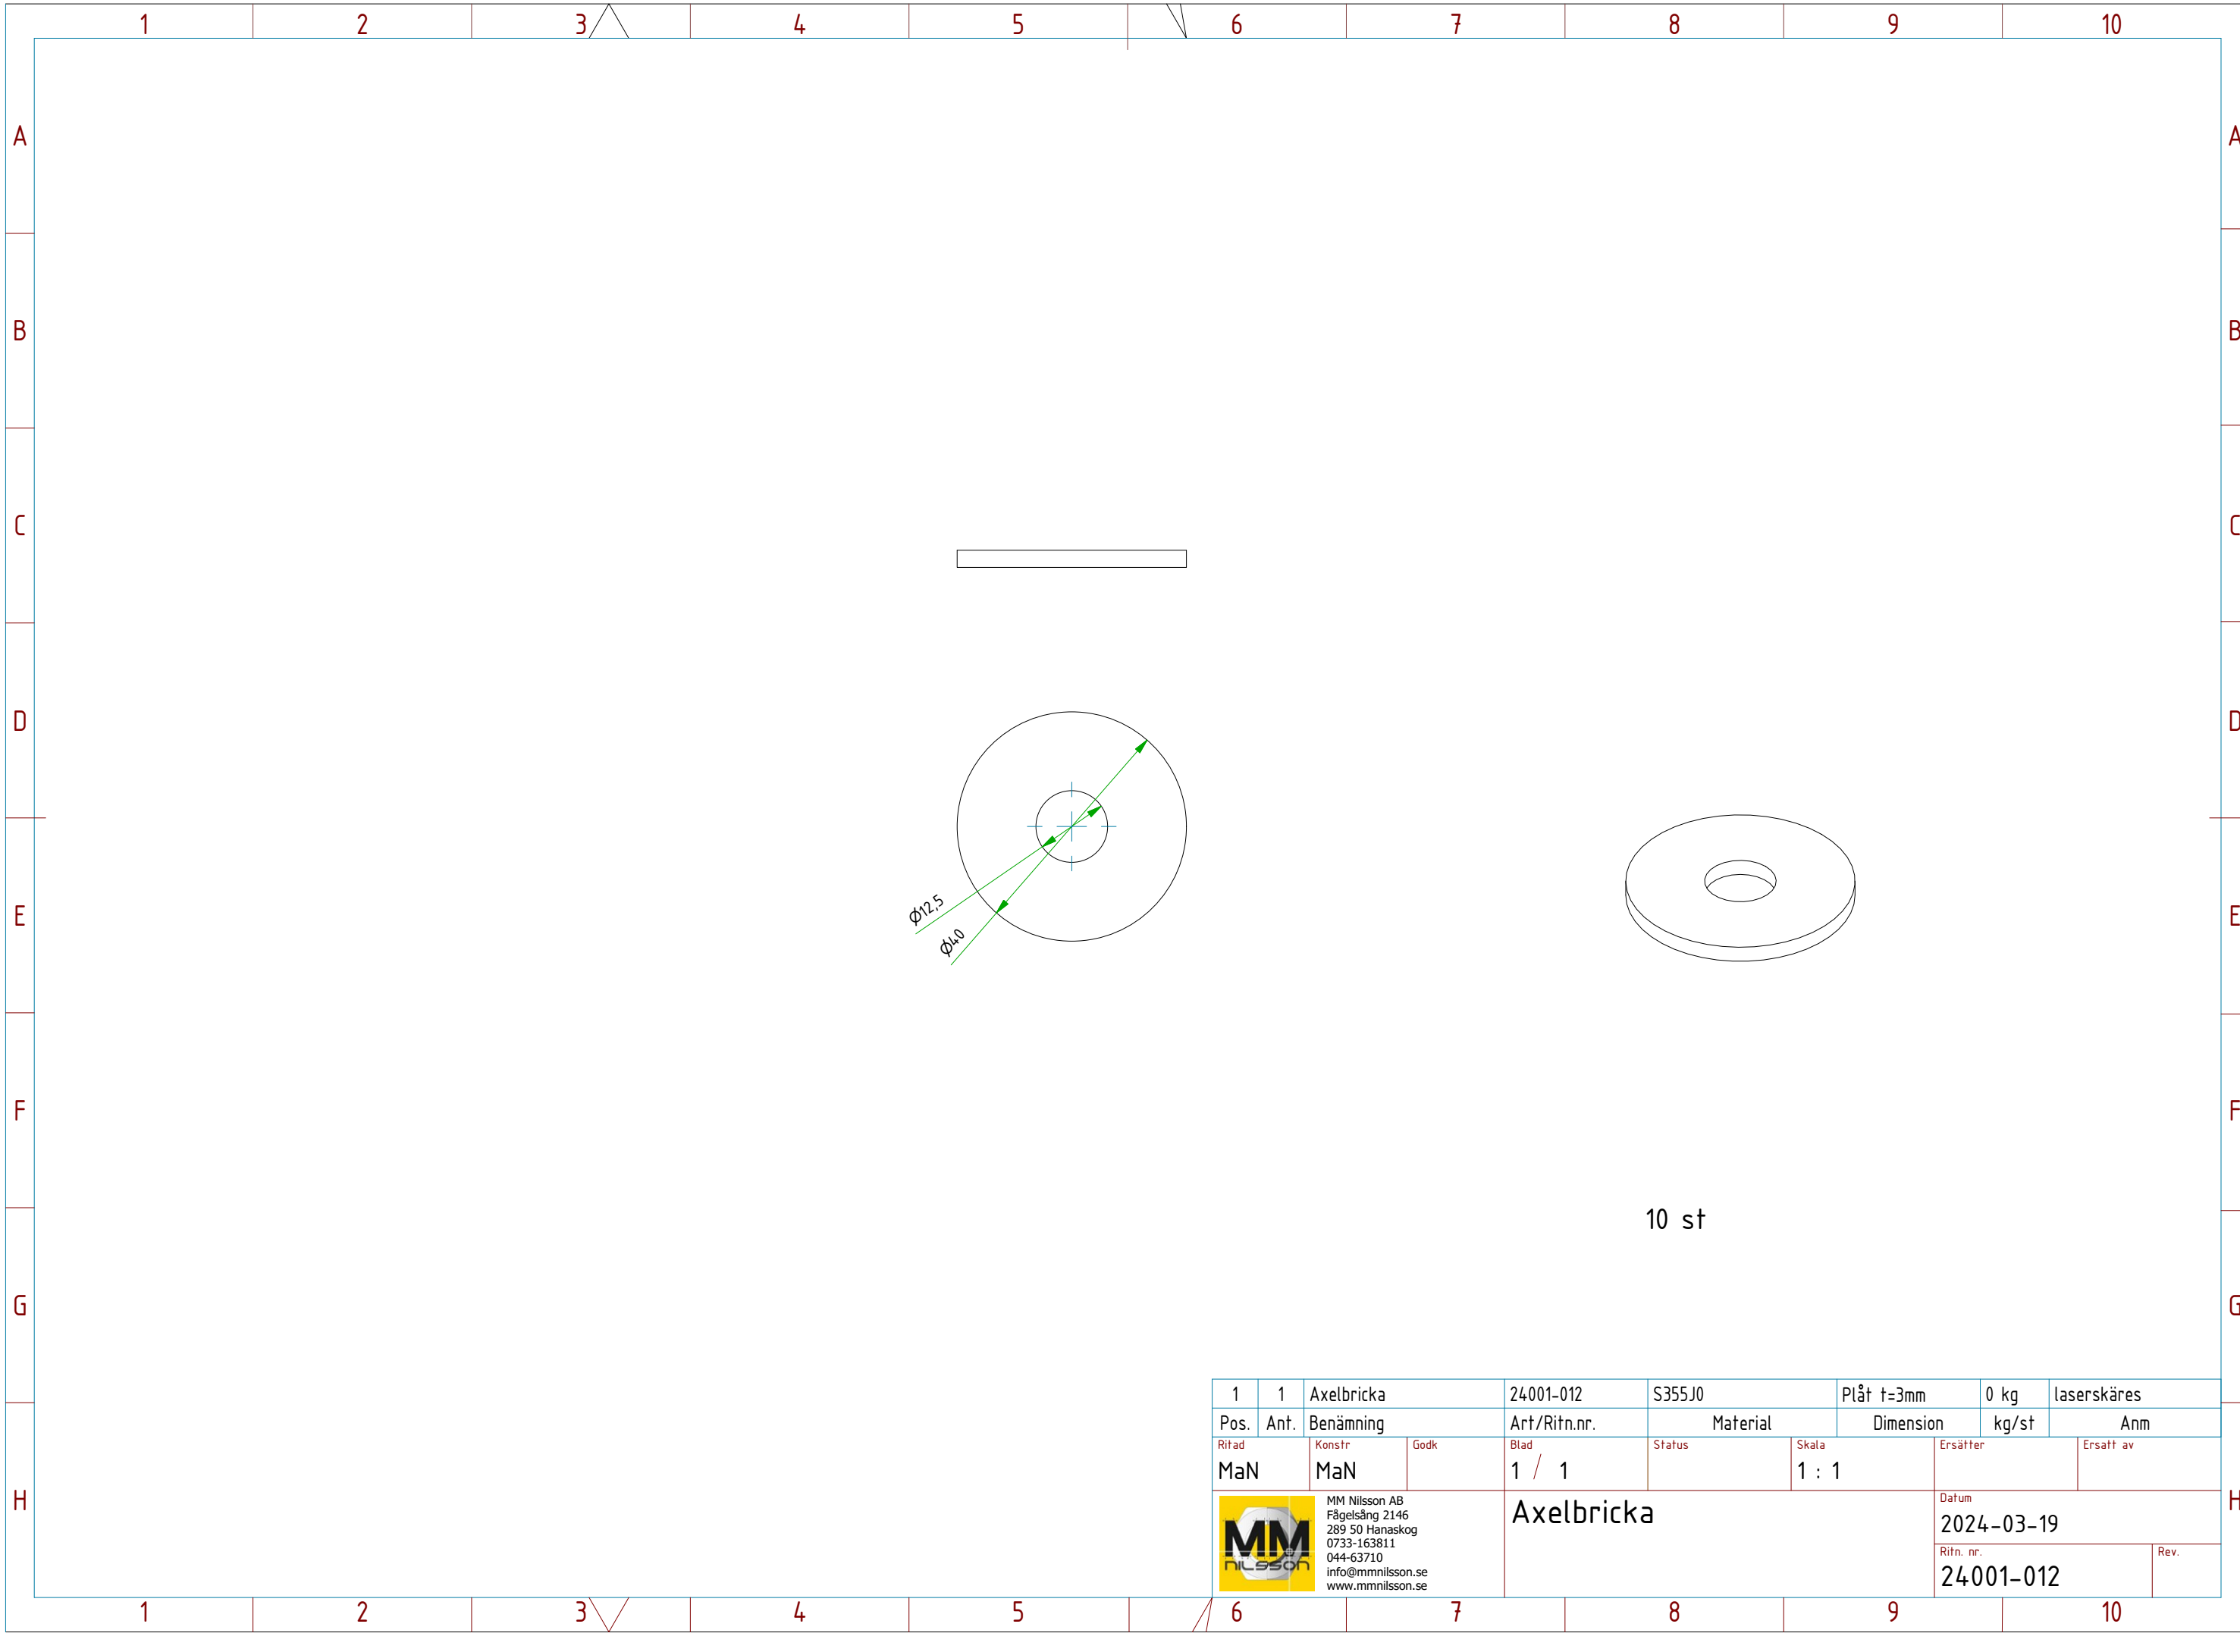 1 2 3 4 5 6 7 8 9 10
A A
B B
C C
D D
E E
F F
G G
H H
Ø12,5
Ø40
10 st
1 1 Axelbricka 24001-012 S355J0 Plåt t=3mm 0 kg laserskäres
Pos. Ant. Benämning Art/Ritn.nr. Material Dimension kg/st Anm
Ritad Konstr Godk Blad Status Skala Ersätter Ersatt av
MaN MaN 1 / 1 1 : 1
MM NILSSON
MM Nilsson AB
Fågelsång 2146
289 50 Hanaskog
0733-163811
044-63710
info@mmnilsson.se
www.mmnilsson.se
Axelbricka
Datum
2024-03-19
Ritn. nr. Rev.
24001-012
1 2 3 4 5 6 7 8 9 10